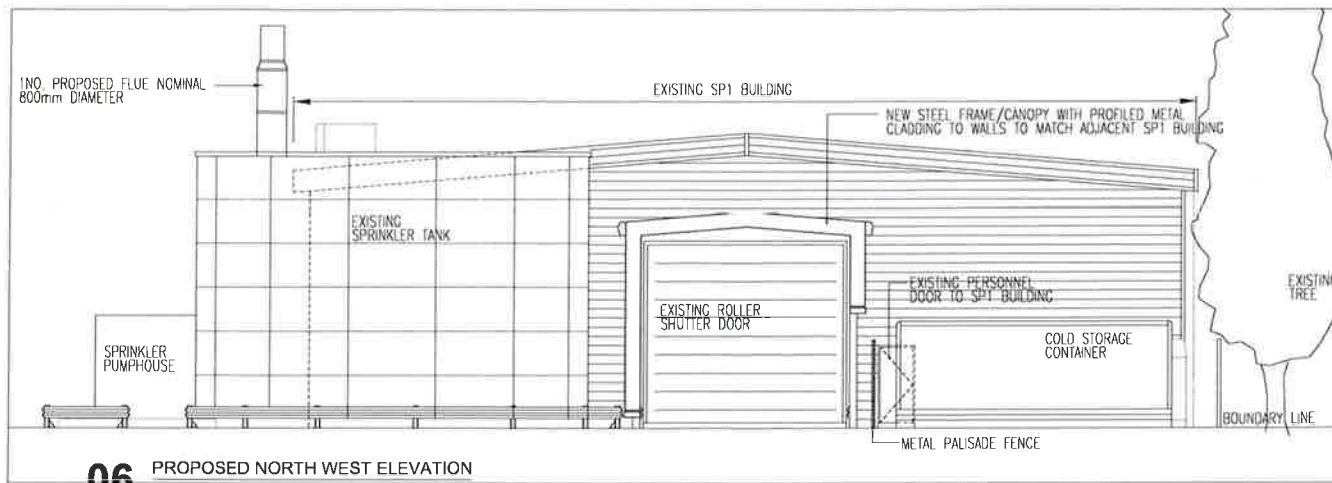 1NO. PROPOSED FLUE NOMINAL
800mm DIAMETER
EXISTING SP1 BUILDING
NEW STEEL FRAME/CANOPY WITH PROFILED METAL
CLADDING TO WALLS TO MATCH ADJACENT SP1 BUILDING
EXISTING
SPRINKLER TANK
EXISTING ROLLER
SHUTTER DOOR
EXISTING PERSONNEL
DOOR TO SP1 BUILDING
EXISTING
TREE
SPRINKLER
PUMPHOUSE
COLD STORAGE
CONTAINER
BOUNDARY LINE
METAL PALISADE FENCE
06 PROPOSED NORTH WEST ELEVATION